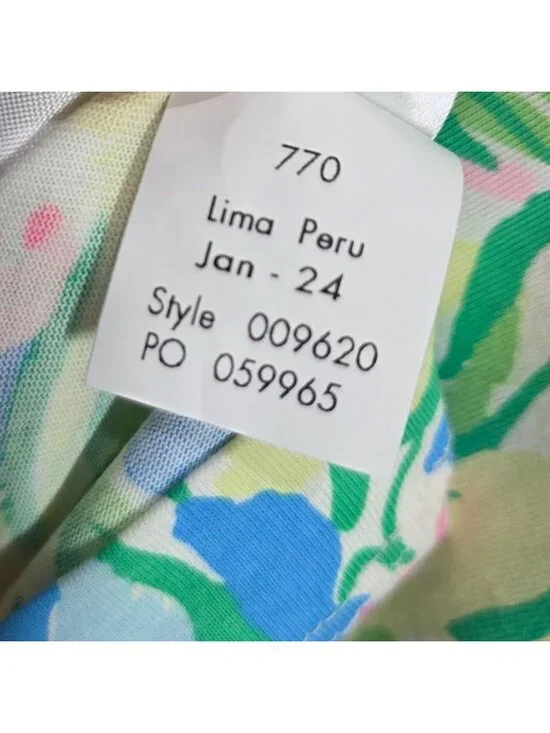 770
Lima Peru
Jan - 24
Style 009620
PO 059965